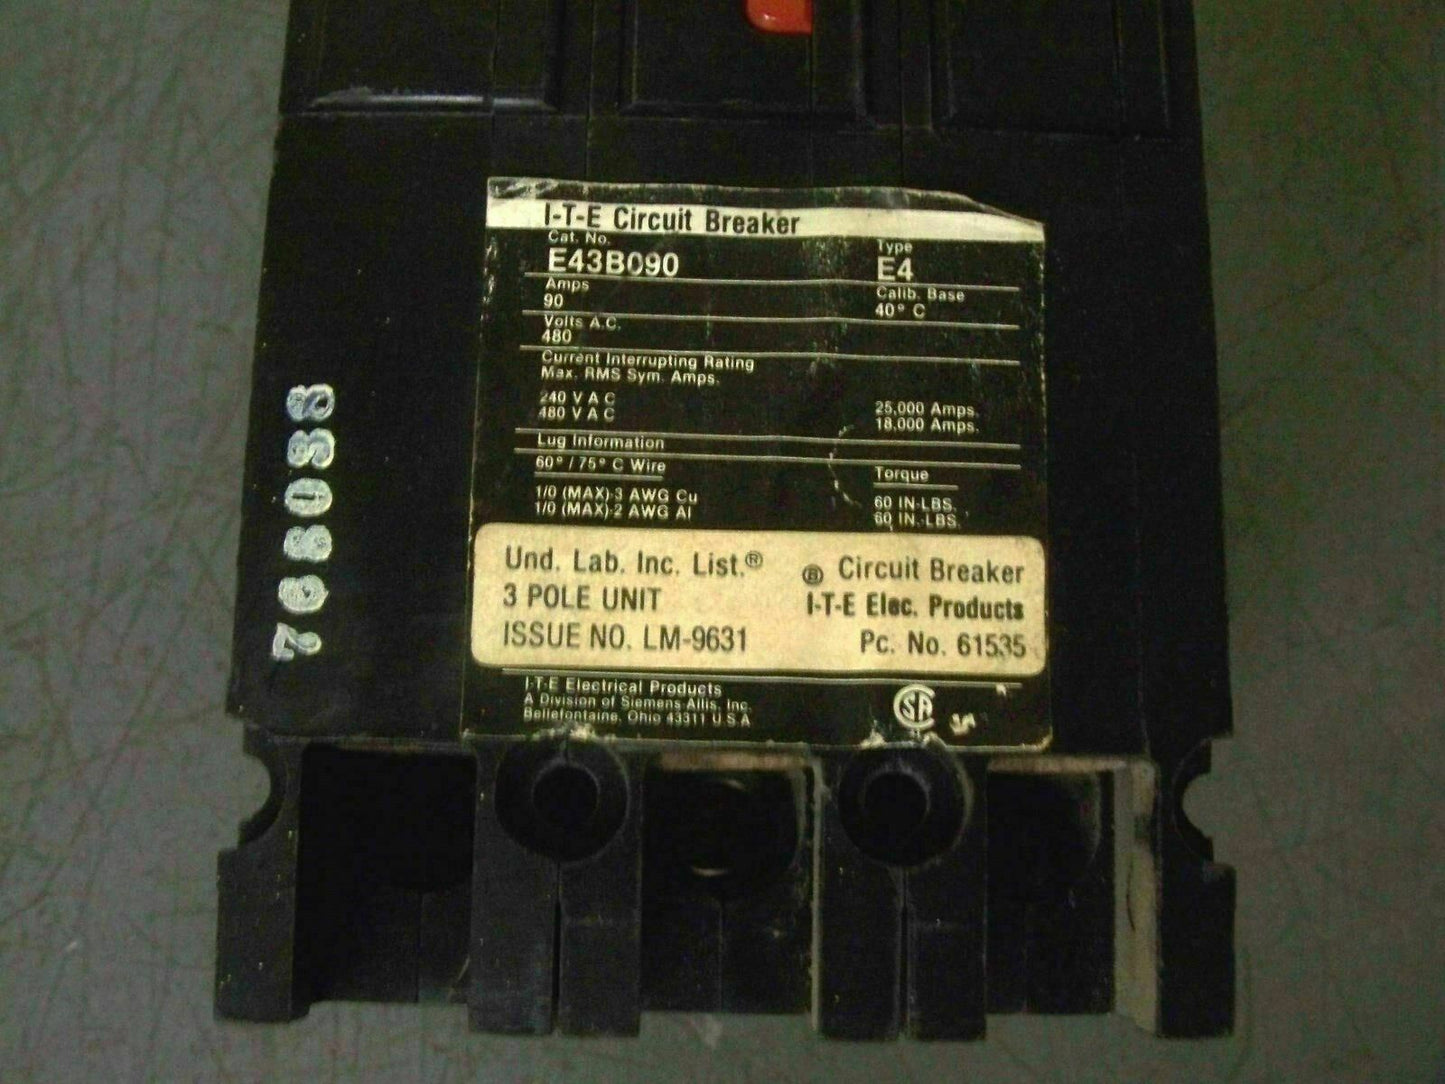 I-T-E Circuit Breaker
Cat. No. Type
E43B090 E4
Amps Calib. Base
90 40° C
Volts A.C.
480
Current Interrupting Rating
Max. RMS Sym. Amps.
240 V A C 25,000 Amps.
480 V A C 18,000 Amps.
Lug Information
60° / 75° C Wire Torque
1/0 (MAX)-3 AWG Cu 60 IN-LBS.
1/0 (MAX)-2 AWG Al 60 IN.-LBS.
Und. Lab. Inc. List.® ® Circuit Breaker
3 POLE UNIT I-T-E Elec. Products
ISSUE NO. LM-9631 Pc. No. 61535
I-T-E Electrical Products
A Division of Siemens-Allis, Inc.
Bellefontaine, Ohio 43311 U.S.A
SA